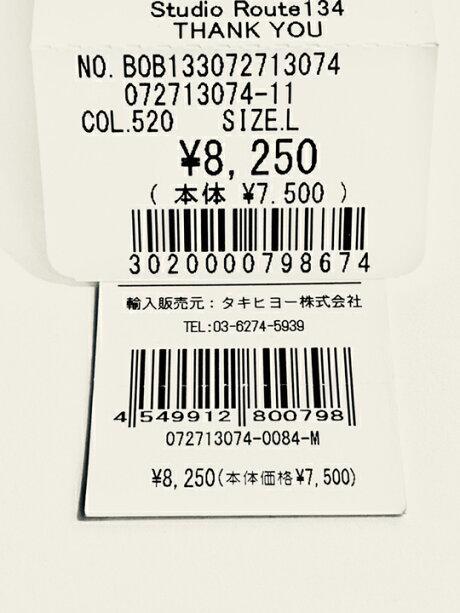 Studio Route134
THANK YOU
NO. BOB133072713074
072713074-11
COL.520 SIZE.L
¥8,250
( 本体 ¥7.500 )
3020000798674
輸入販売元：タキヒヨー株式会社
TEL:03-6274-5939
4 549912 800798
072713074-0084-M
¥8,250(本体価格¥7,500)